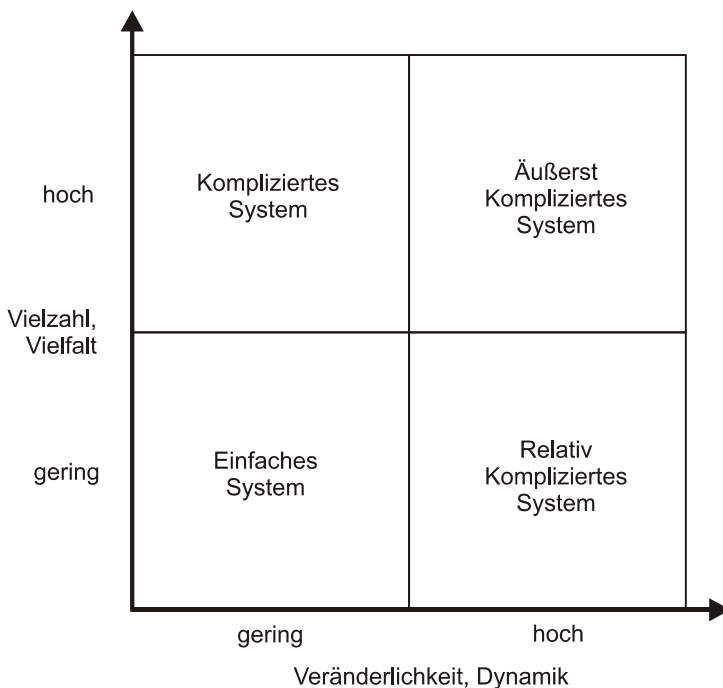 hoch
Kompliziertes
System
Äußerst
Kompliziertes
System
Vielzahl,
Vielfalt
gering
Einfaches
System
Relativ
Kompliziertes
System
gering
hoch
Veränderlichkeit, Dynamik